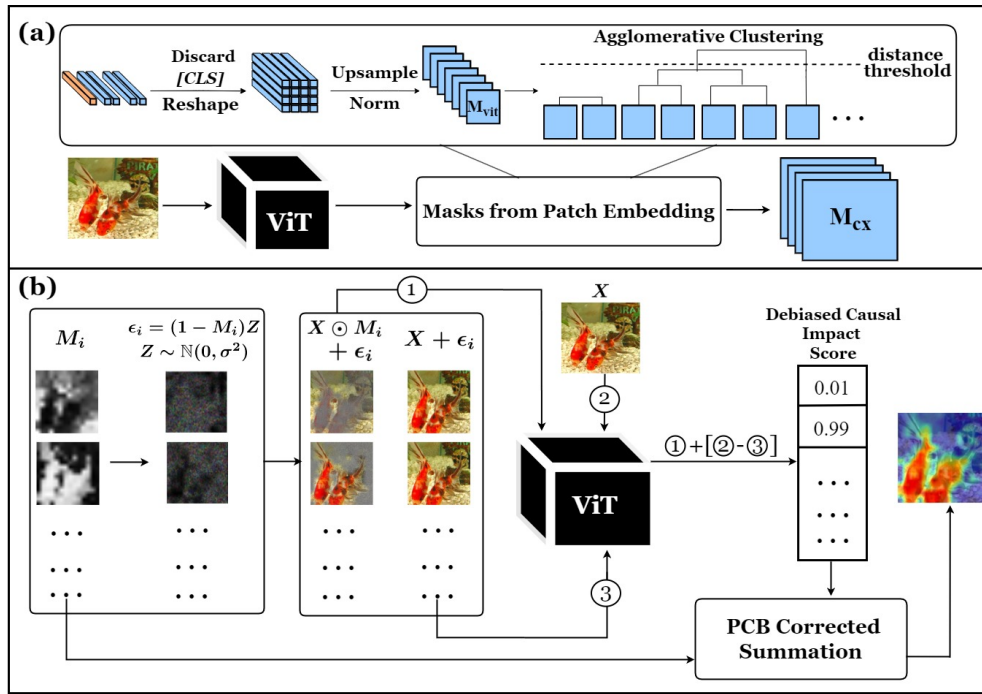 (a)
Discard
[CLS]
Reshape
Upsample
Norm
M_vit
Agglomerative Clustering
distance
threshold
...
ViT
Masks from Patch Embedding
M_cx
(b)
M_i
ϵ_i = (1 − M_i)Z
Z ∼ ℕ(0, σ²)
X ⊙ M_i
+ ϵ_i
X + ϵ_i
①
X
②
ViT
③
①+[②-③]
Debiased Causal
Impact
Score
0.01
0.99
...
...
...
... ... ... ...
... ... ... ...
... ... ... ...
PCB Corrected
Summation